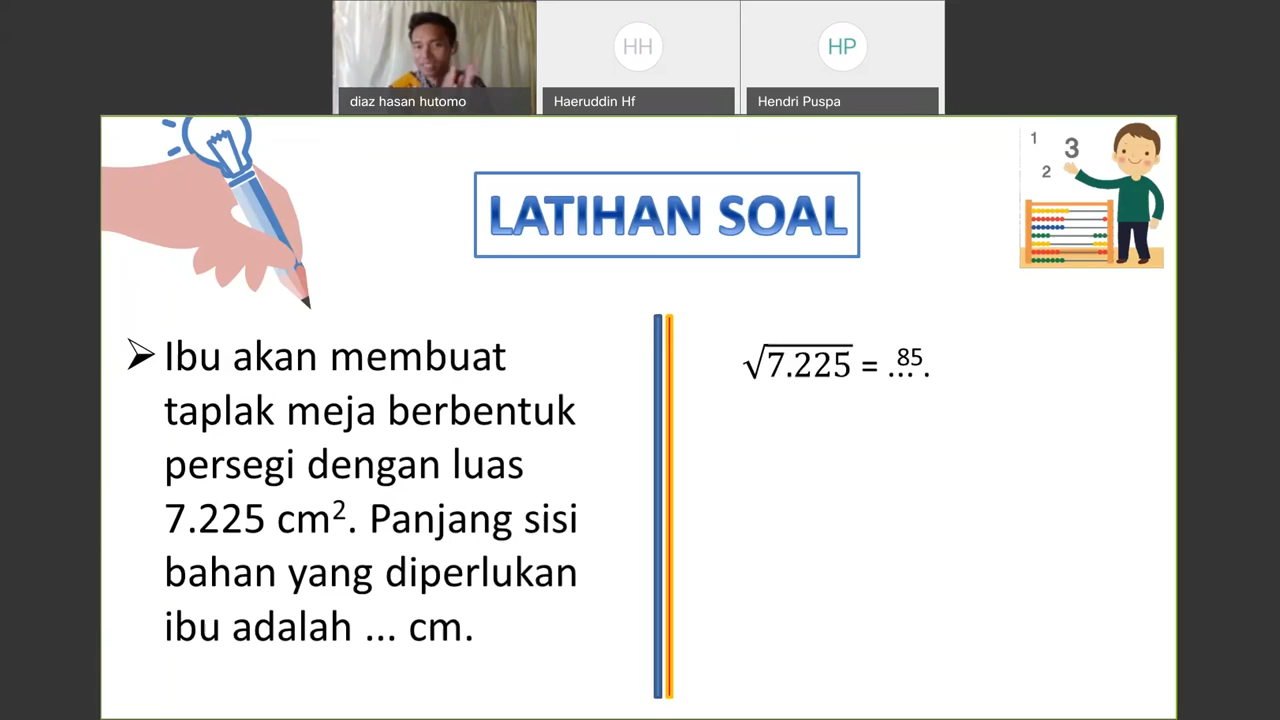 HH
HP
diaz hasan hutomo
Haeruddin Hf
Hendri Puspa
1
3
2
LATIHAN SOAL
➢ Ibu akan membuat
taplak meja berbentuk
persegi dengan luas
7.225 cm². Panjang sisi
bahan yang diperlukan
ibu adalah ... cm.
√7.225 = .85...